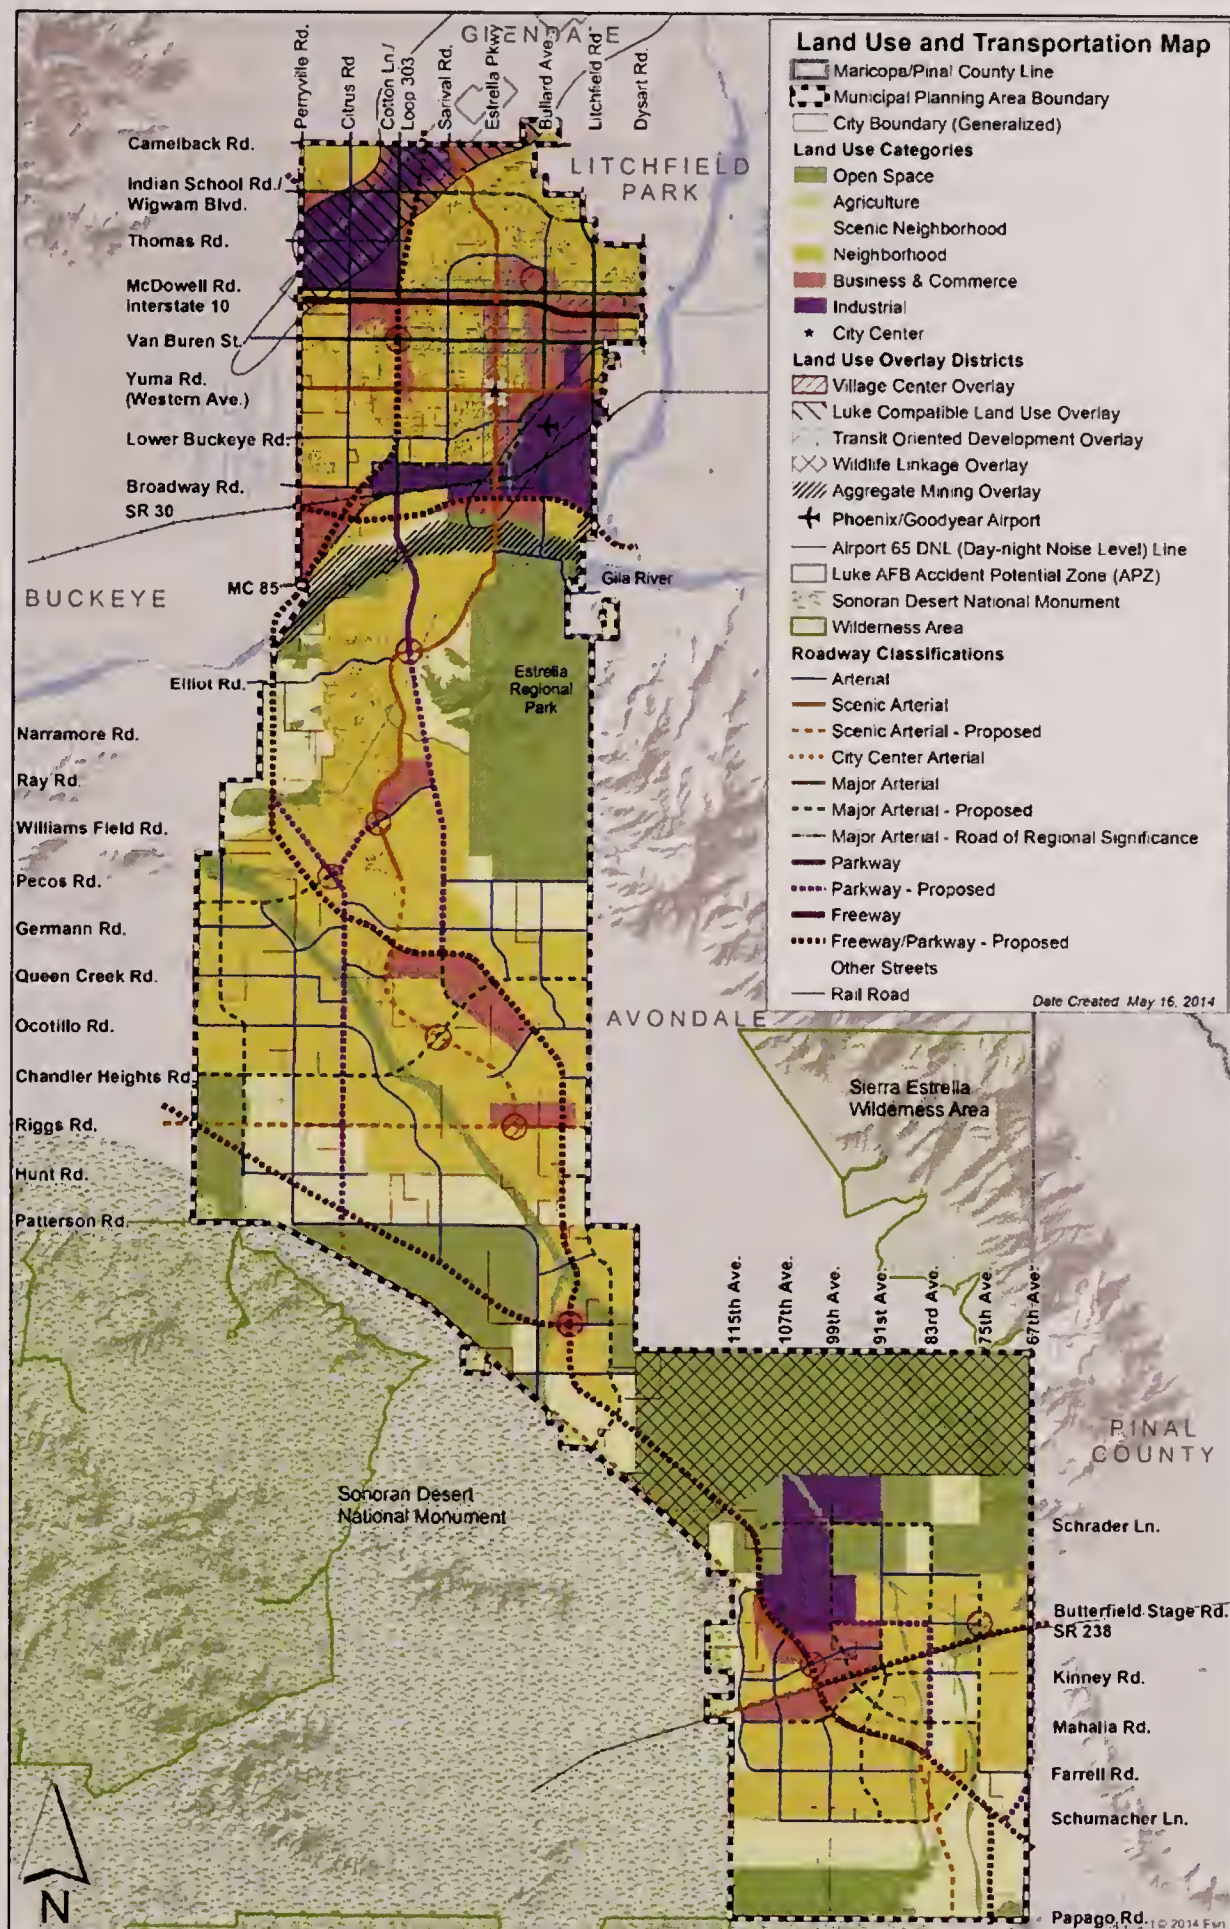 GLENDALE
Perryville Rd.
Citrus Rd
Cotton Ln./
Loop 303
Sarival Rd.
Estrella Pkwy
Bullard Ave.
Litchfield Rd
Dysart Rd.
Camelback Rd.
Indian School Rd./
Wigwam Blvd.
Thomas Rd.
McDowell Rd.
Interstate 10
Van Buren St.
Yuma Rd.
(Western Ave.)
Lower Buckeye Rd.
Broadway Rd.
SR 30
MC 85
LITCHFIELD
PARK
BUCKEYE
Gila River
Elliot Rd.
Estrella
Regional
Park
Narramore Rd.
Ray Rd.
Williams Field Rd.
Pecos Rd.
Germann Rd.
Queen Creek Rd.
Ocotillo Rd.
Chandler Heights Rd.
Riggs Rd.
Hunt Rd.
Patterson Rd.
AVONDALE
Land Use and Transportation Map
Maricopa/Pinal County Line
Municipal Planning Area Boundary
City Boundary (Generalized)
Land Use Categories
Open Space
Agriculture
Scenic Neighborhood
Neighborhood
Business & Commerce
Industrial
City Center
Land Use Overlay Districts
Village Center Overlay
Luke Compatible Land Use Overlay
Transit Oriented Development Overlay
Wildlife Linkage Overlay
Aggregate Mining Overlay
Phoenix/Goodyear Airport
Airport 65 DNL (Day-night Noise Level) Line
Luke AFB Accident Potential Zone (APZ)
Sonoran Desert National Monument
Wilderness Area
Roadway Classifications
Arterial
Scenic Arterial
Scenic Arterial - Proposed
City Center Arterial
Major Arterial
Major Arterial - Proposed
Major Arterial - Road of Regional Significance
Parkway
Parkway - Proposed
Freeway
Freeway/Parkway - Proposed
Other Streets
Rail Road
Date Created May 16, 2014
Sierra Estrella
Wilderness Area
115th Ave.
107th Ave.
99th Ave.
91st Ave.
83rd Ave.
75th Ave.
67th Ave.
PINAL
COUNTY
Sonoran Desert
National Monument
Schrader Ln.
Butterfield Stage Rd.
SR 238
Kinney Rd.
Mahalia Rd.
Farrell Rd.
Schumacher Ln.
Papago Rd.
N
© 2014